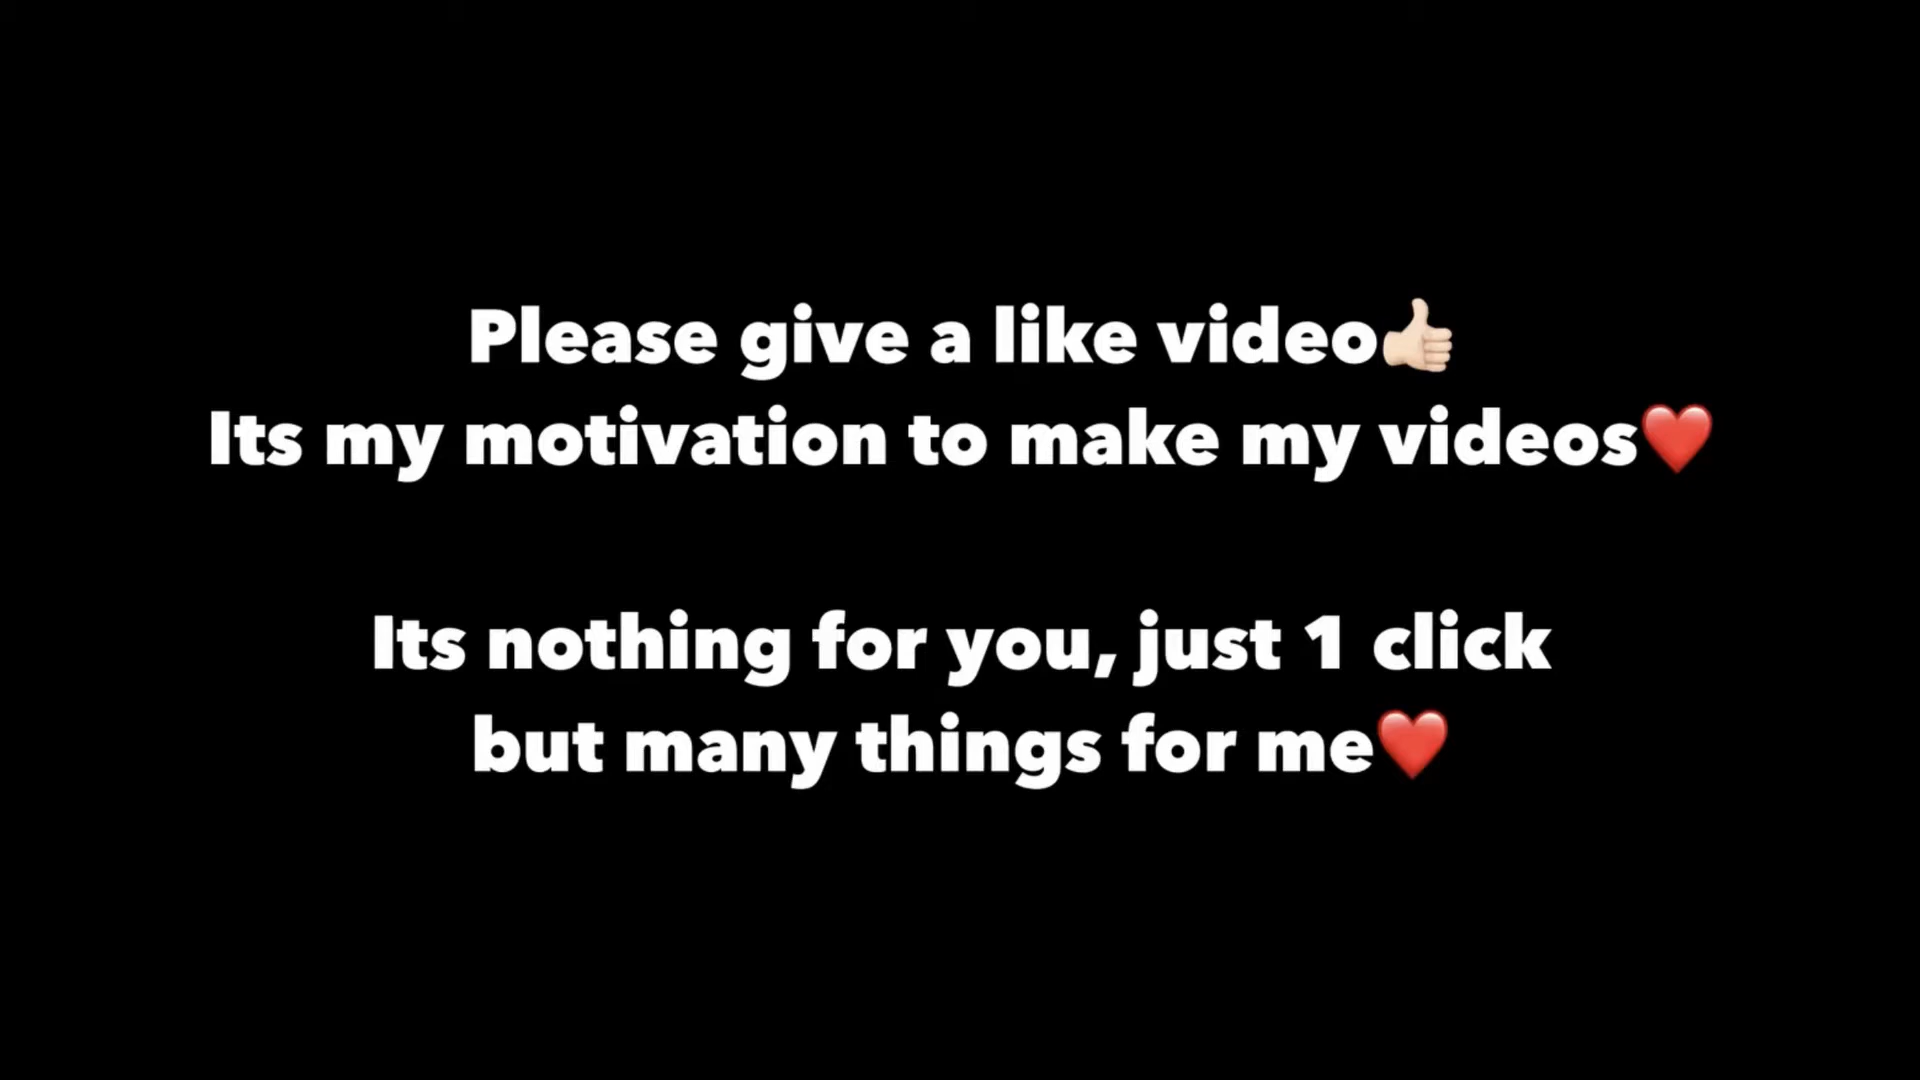 Please give a like video👍🏻
Its my motivation to make my videos❤️
Its nothing for you, just 1 click
but many things for me❤️